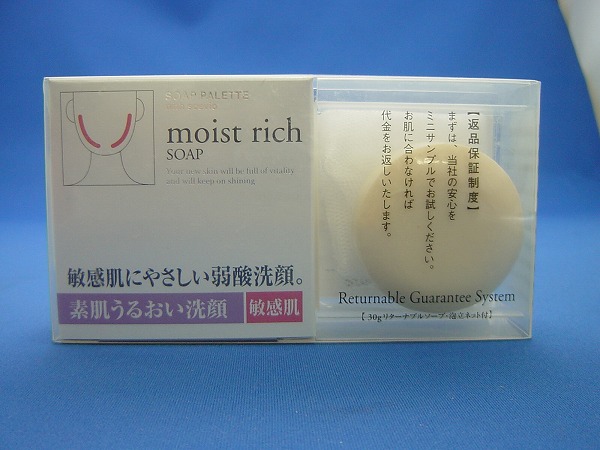 SOAP PALETTE
moist rich
SOAP
Your new skin will be full of vitality
and will keep on shining
敏感肌にやさしい弱酸洗顔。
素肌うるおい洗顔
敏感肌
【返品保証制度】
まずは、当社の安心を
ミニサンプルでお試しください。
お肌に合わなければ
代金をお返しいたします。
Returnable Guarantee System
【30gリターナブルソープ・泡立ネット付】